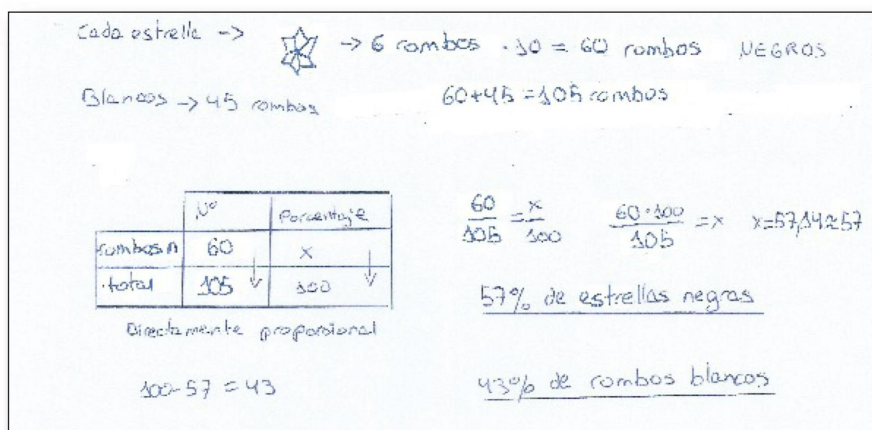 Cada estrella -> -> 6 rombos · 10 = 60 rombos NEGROS
Blancos -> 45 rombos 60+45 = 105 rombos
Nº Porcentaje
rombos n 60 x
total 105 100
Directamente proporsional
100-57 = 43
60/105 = x/100 60·100/105 = x x=57,14≈57
57% de estrellas negras
43% de rombos blancos